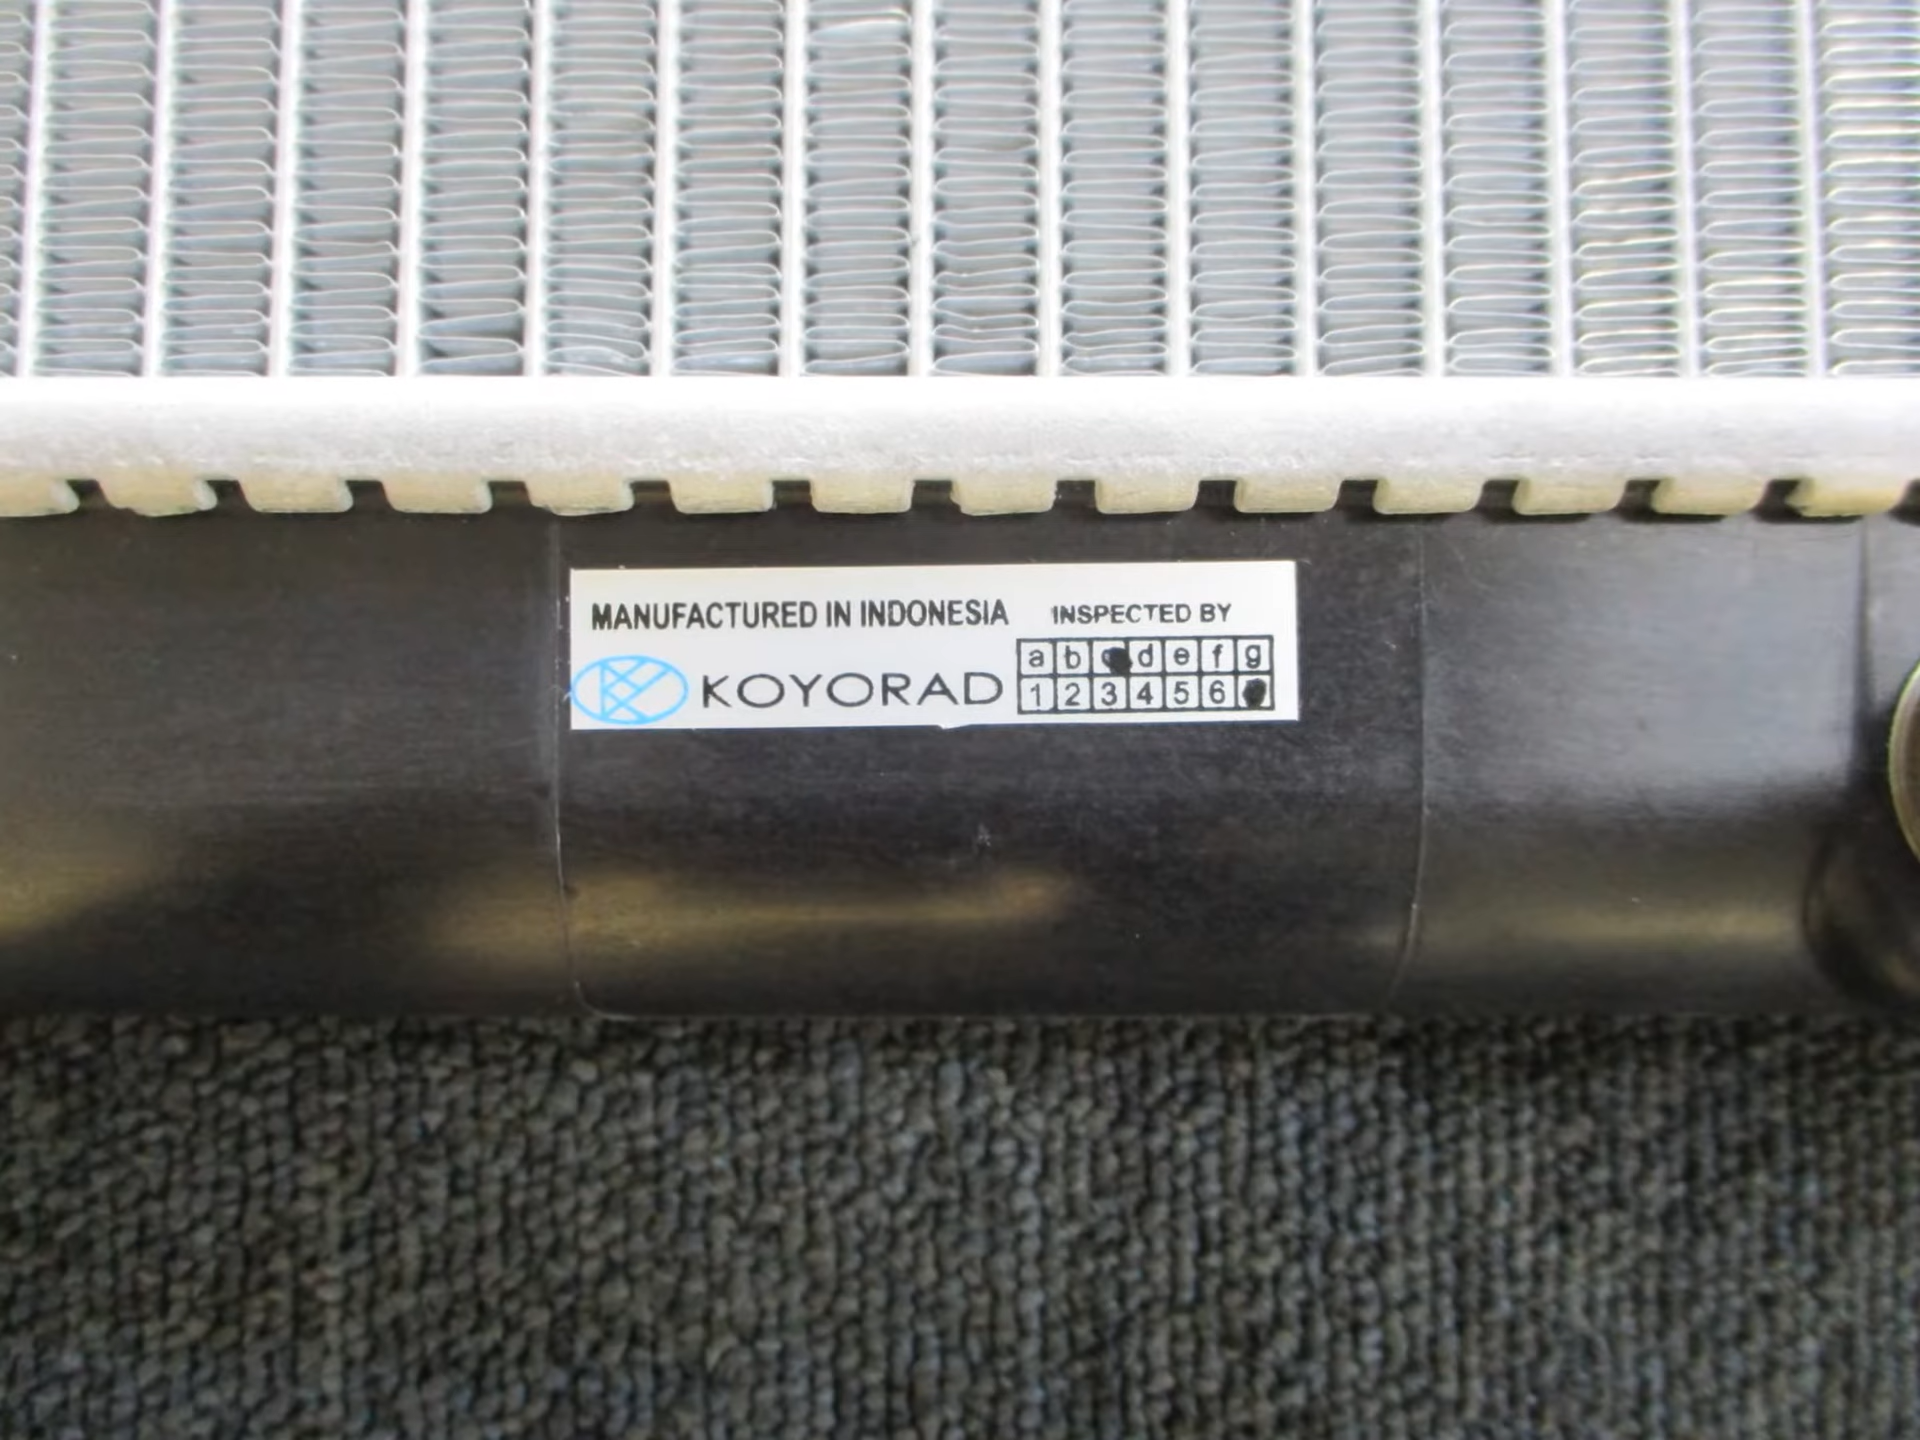 MANUFACTURED IN INDONESIA
KOYORAD
INSPECTED BY
a b d e f g
1 2 3 4 5 6